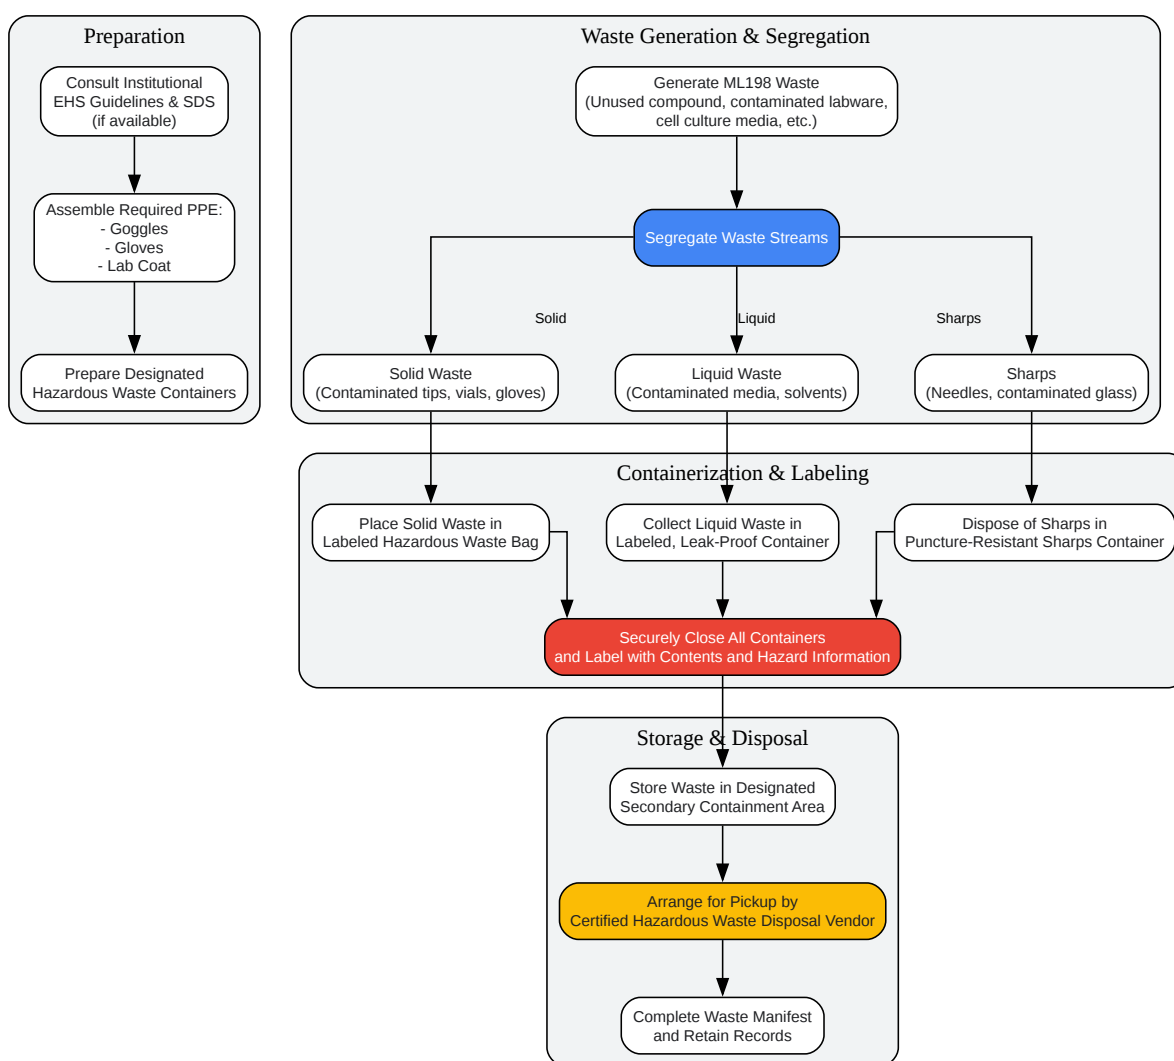 Preparation
Consult Institutional
EHS Guidelines & SDS
(if available)
Assemble Required PPE:
- Goggles
- Gloves
- Lab Coat
Prepare Designated
Hazardous Waste Containers
Waste Generation & Segregation
Generate ML198 Waste
(Unused compound, contaminated labware,
cell culture media, etc.)
Segregate Waste Streams
Solid
Liquid
Sharps
Solid Waste
(Contaminated tips, vials, gloves)
Liquid Waste
(Contaminated media, solvents)
Sharps
(Needles, contaminated glass)
Containerization & Labeling
Place Solid Waste in
Labeled Hazardous Waste Bag
Collect Liquid Waste in
Labeled, Leak-Proof Container
Dispose of Sharps in
Puncture-Resistant Sharps Container
Securely Close All Containers
and Label with Contents and Hazard Information
Storage & Disposal
Store Waste in Designated
Secondary Containment Area
Arrange for Pickup by
Certified Hazardous Waste Disposal Vendor
Complete Waste Manifest
and Retain Records